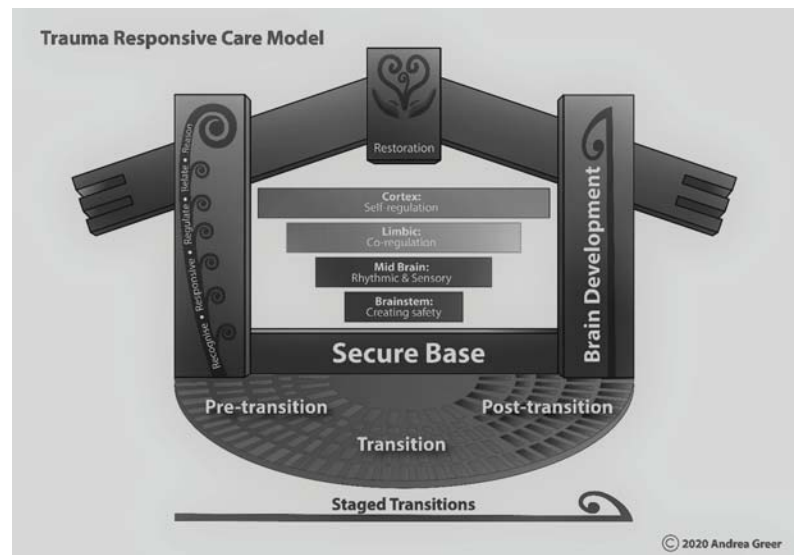 Trauma Responsive Care Model
Restoration
Recognise • Responsive • Regulate • Relate • Reason
Cortex:
Self-regulation
Limbic:
Co-regulation
Mid Brain:
Rhythmic & Sensory
Brainstem:
Creating safety
Brain Development
Secure Base
Pre-transition
Post-transition
Transition
Staged Transitions
© 2020 Andrea Greer